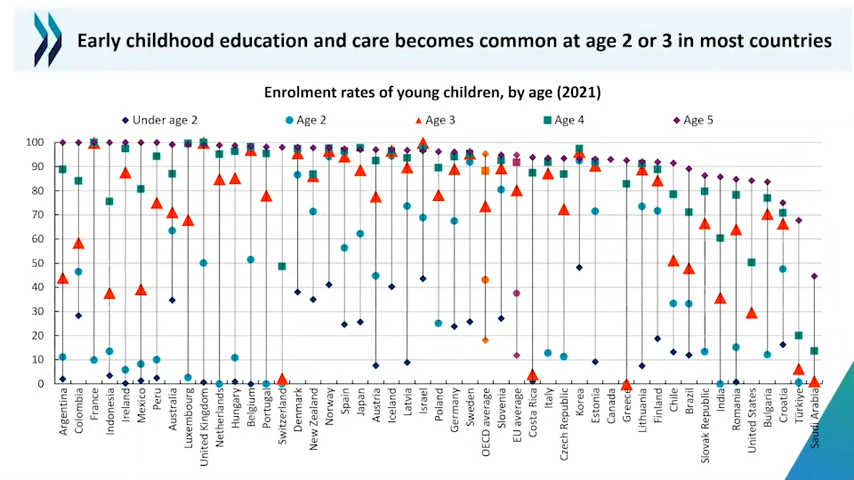 Early childhood education and care becomes common at age 2 or 3 in most countries
Enrolment rates of young children, by age (2021)
Under age 2 Age 2 Age 3 Age 4 Age 5
100
90
80
70
60
50
40
30
20
10
0
Argentina
Colombia
France
Indonesia
Ireland
Mexico
Peru
Australia
Luxembourg
United Kingdom
Netherlands
Hungary
Belgium
Portugal
Switzerland
Denmark
New Zealand
Norway
Spain
Japan
Austria
Iceland
Latvia
Israel
Poland
Germany
Sweden
OECD average
Slovenia
EU average
Costa Rica
Italy
Czech Republic
Korea
Estonia
Canada
Greece
Lithuania
Finland
Chile
Brazil
Slovak Republic
India
Romania
United States
Bulgaria
Croatia
Türkiye
Saudi Arabia